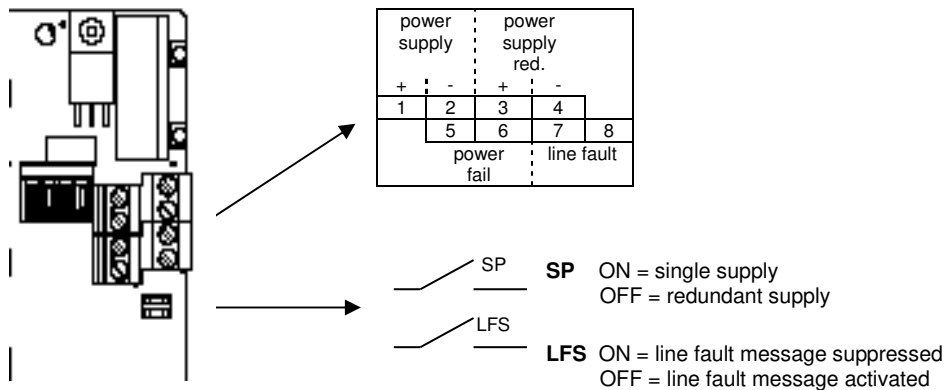 power supply power supply red.
+ - + -
1 2 3 4
5 6 7 8
power fail line fault
SP
SP ON = single supply
OFF = redundant supply
LFS
LFS ON = line fault message suppressed
OFF = line fault message activated